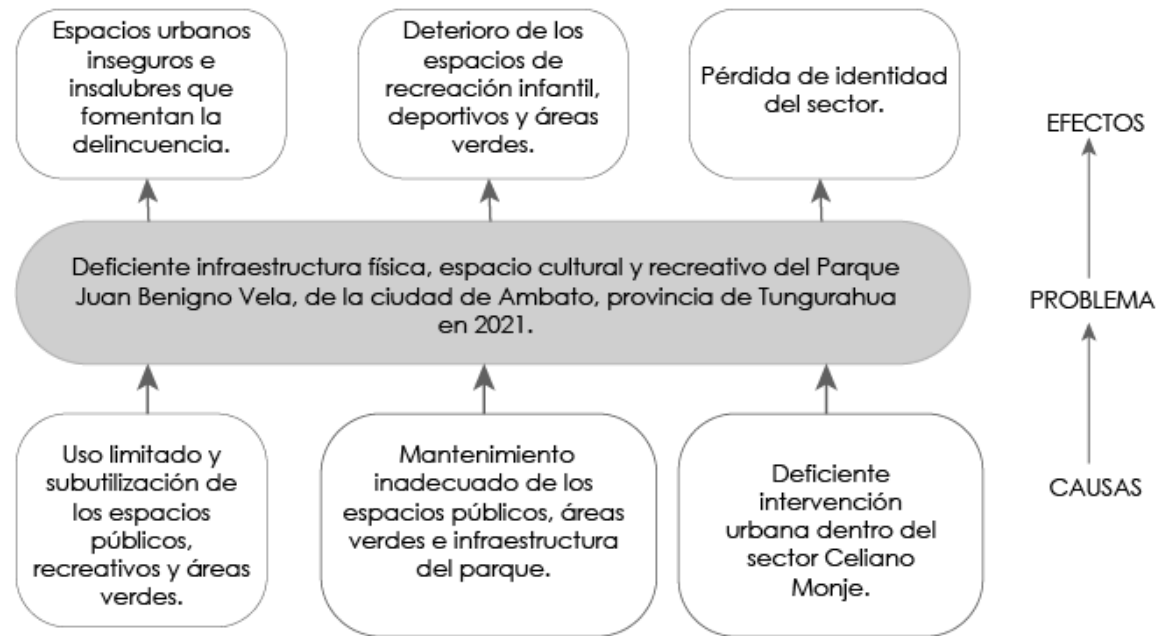 Espacios urbanos
inseguros e
insalubres que
fomentan la
delincuencia.
Deterioro de los
espacios de
recreación infantil,
deportivos y áreas
verdes.
Pérdida de identidad
del sector.
EFECTOS
Deficiente infraestructura física, espacio cultural y recreativo del Parque
Juan Benigno Vela, de la ciudad de Ambato, provincia de Tungurahua
en 2021.
PROBLEMA
Uso limitado y
subutilización de
los espacios
públicos,
recreativos y áreas
verdes.
Mantenimiento
inadecuado de los
espacios públicos, áreas
verdes e infraestructura
del parque.
Deficiente
intervención
urbana dentro del
sector Celiano
Monje.
CAUSAS